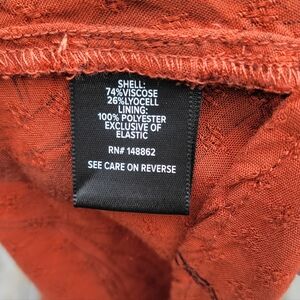 SHELL:
74%VISCOSE
26%LYOCELL
LINING:
100% POLYESTER
EXCLUSIVE OF
ELASTIC
RN# 148862
SEE CARE ON REVERSE